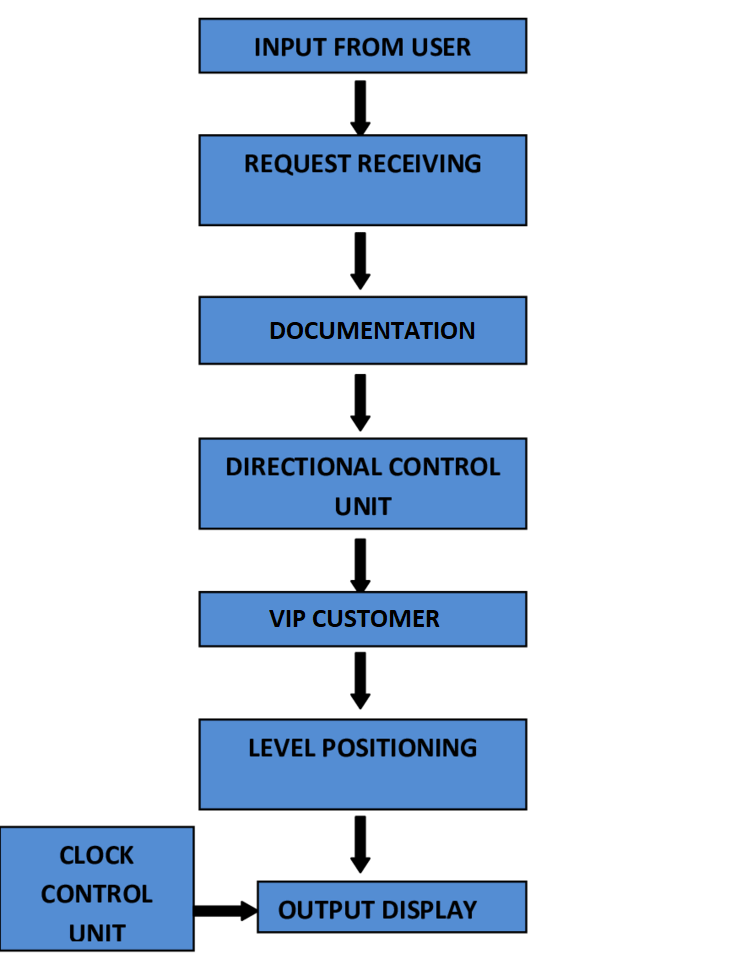 INPUT FROM USER
REQUEST RECEIVING
DOCUMENTATION
DIRECTIONAL CONTROL
UNIT
VIP CUSTOMER
LEVEL POSITIONING
CLOCK
CONTROL
UNIT
OUTPUT DISPLAY